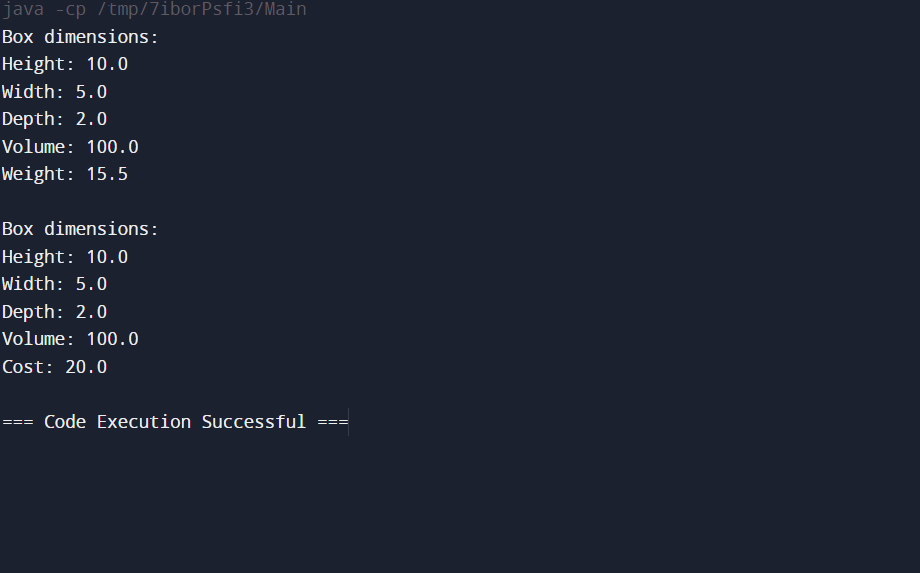 java -cp /tmp/7iborPsfi3/Main
Box dimensions:
Height: 10.0
Width: 5.0
Depth: 2.0
Volume: 100.0
Weight: 15.5
Box dimensions:
Height: 10.0
Width: 5.0
Depth: 2.0
Volume: 100.0
Cost: 20.0
=== Code Execution Successful ===